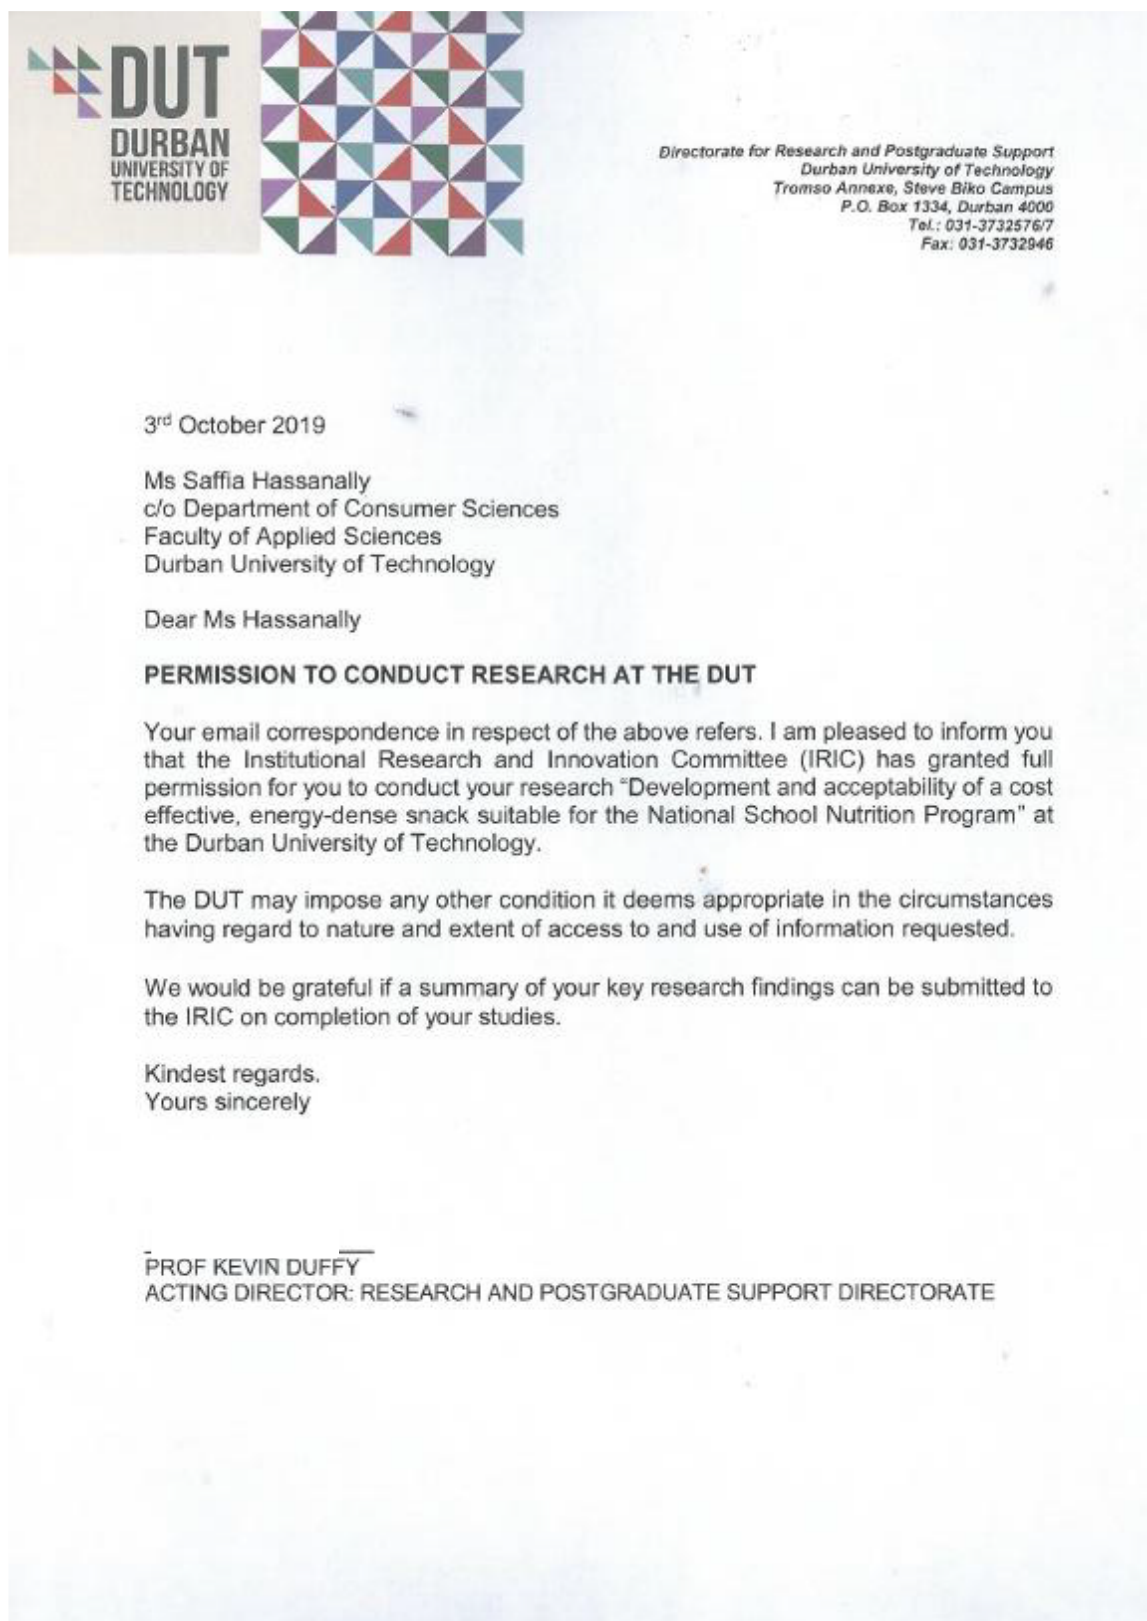 DUT
DURBAN
UNIVERSITY OF
TECHNOLOGY
Directorate for Research and Postgraduate Support
Durban University of Technology
Tromso Annexe, Steve Biko Campus
P.O. Box 1334, Durban 4000
Tel.: 031-3732576/7
Fax: 031-3732946
3rd October 2019
Ms Saffia Hassanally
c/o Department of Consumer Sciences
Faculty of Applied Sciences
Durban University of Technology
Dear Ms Hassanally
PERMISSION TO CONDUCT RESEARCH AT THE DUT
Your email correspondence in respect of the above refers. I am pleased to inform you
that the Institutional Research and Innovation Committee (IRIC) has granted full
permission for you to conduct your research “Development and acceptability of a cost
effective, energy-dense snack suitable for the National School Nutrition Program” at
the Durban University of Technology.
The DUT may impose any other condition it deems appropriate in the circumstances
having regard to nature and extent of access to and use of information requested.
We would be grateful if a summary of your key research findings can be submitted to
the IRIC on completion of your studies.
Kindest regards.
Yours sincerely
PROF KEVIN DUFFY
ACTING DIRECTOR: RESEARCH AND POSTGRADUATE SUPPORT DIRECTORATE